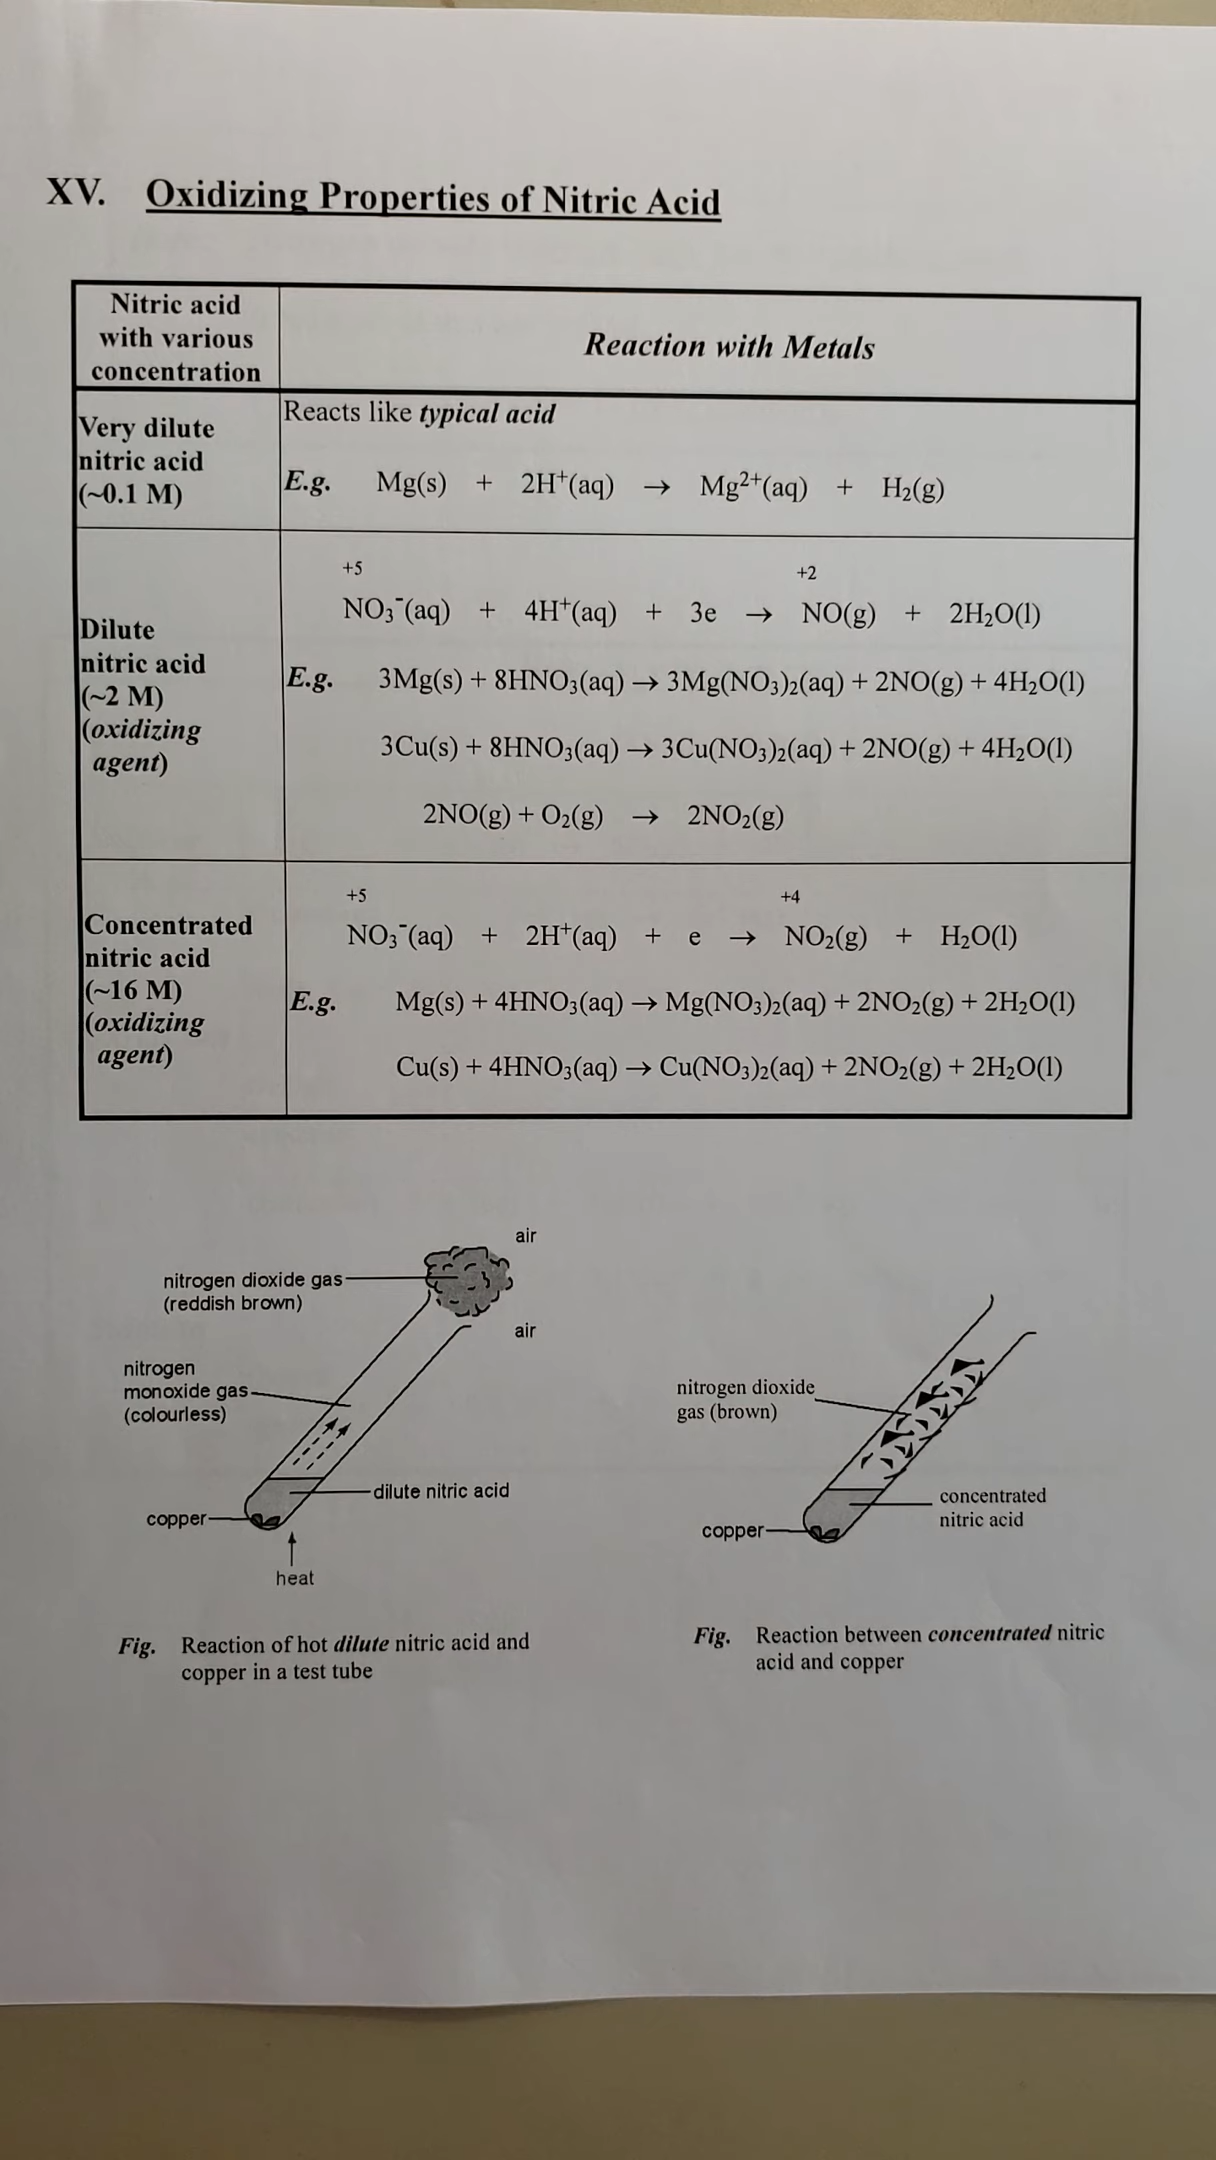 XV. Oxidizing Properties of Nitric Acid
Nitric acid
with various
concentration
Reaction with Metals
Very dilute
nitric acid
(~0.1 M)
Reacts like typical acid
E.g. Mg(s) + 2H⁺(aq) → Mg²⁺(aq) + H₂(g)
Dilute
nitric acid
(~2 M)
(oxidizing
agent)
+5 +2
NO₃⁻(aq) + 4H⁺(aq) + 3e → NO(g) + 2H₂O(l)
E.g. 3Mg(s) + 8HNO₃(aq) → 3Mg(NO₃)₂(aq) + 2NO(g) + 4H₂O(l)
3Cu(s) + 8HNO₃(aq) → 3Cu(NO₃)₂(aq) + 2NO(g) + 4H₂O(l)
2NO(g) + O₂(g) → 2NO₂(g)
Concentrated
nitric acid
(~16 M)
(oxidizing
agent)
+5 +4
NO₃⁻(aq) + 2H⁺(aq) + e → NO₂(g) + H₂O(l)
E.g. Mg(s) + 4HNO₃(aq) → Mg(NO₃)₂(aq) + 2NO₂(g) + 2H₂O(l)
Cu(s) + 4HNO₃(aq) → Cu(NO₃)₂(aq) + 2NO₂(g) + 2H₂O(l)
air
nitrogen dioxide gas
(reddish brown)
air
nitrogen
monoxide gas
(colourless)
dilute nitric acid
copper
heat
Fig. Reaction of hot dilute nitric acid and
copper in a test tube
nitrogen dioxide
gas (brown)
concentrated
nitric acid
copper
Fig. Reaction between concentrated nitric
acid and copper